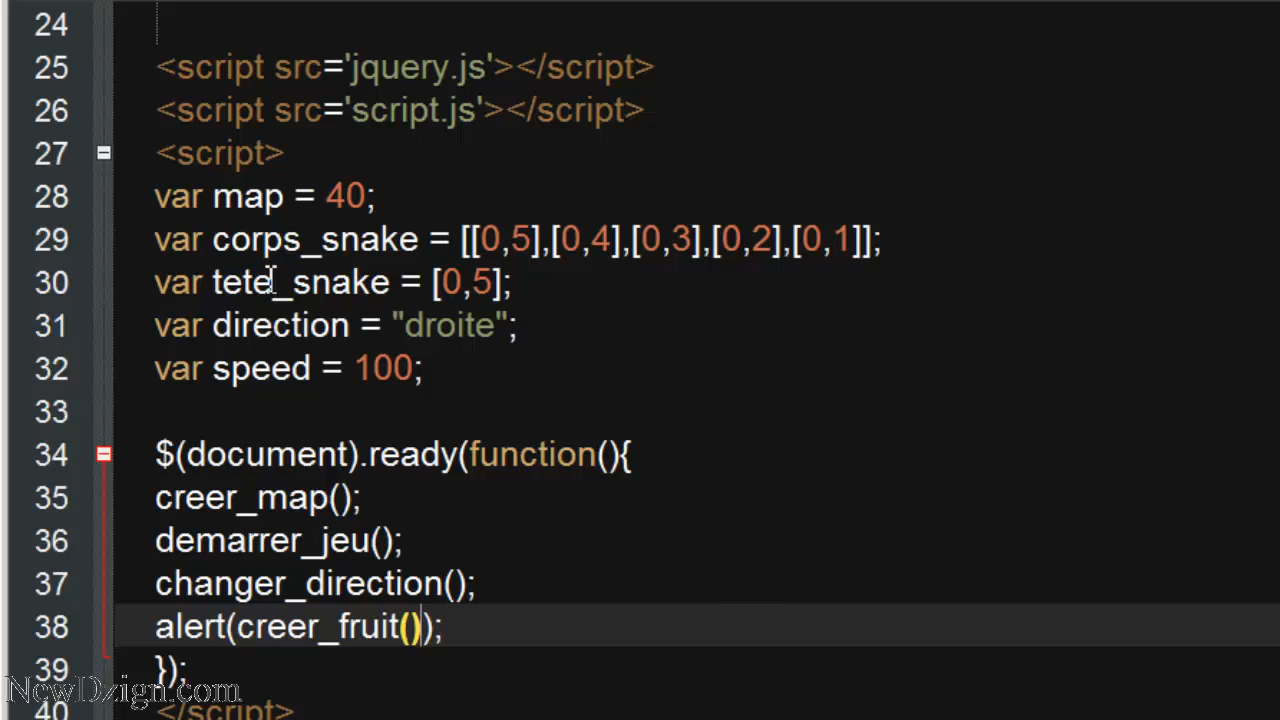 24
25 <script src='jquery.js'></script>
26 <script src='script.js'></script>
27 <script>
28 var map = 40;
29 var corps_snake = [[0,5],[0,4],[0,3],[0,2],[0,1]];
30 var tete_snake = [0,5];
31 var direction = "droite";
32 var speed = 100;
33
34 $(document).ready(function(){
35 creer_map();
36 demarrer_jeu();
37 changer_direction();
38 alert(creer_fruit());
39 });
NewDzign.com
40 </script>